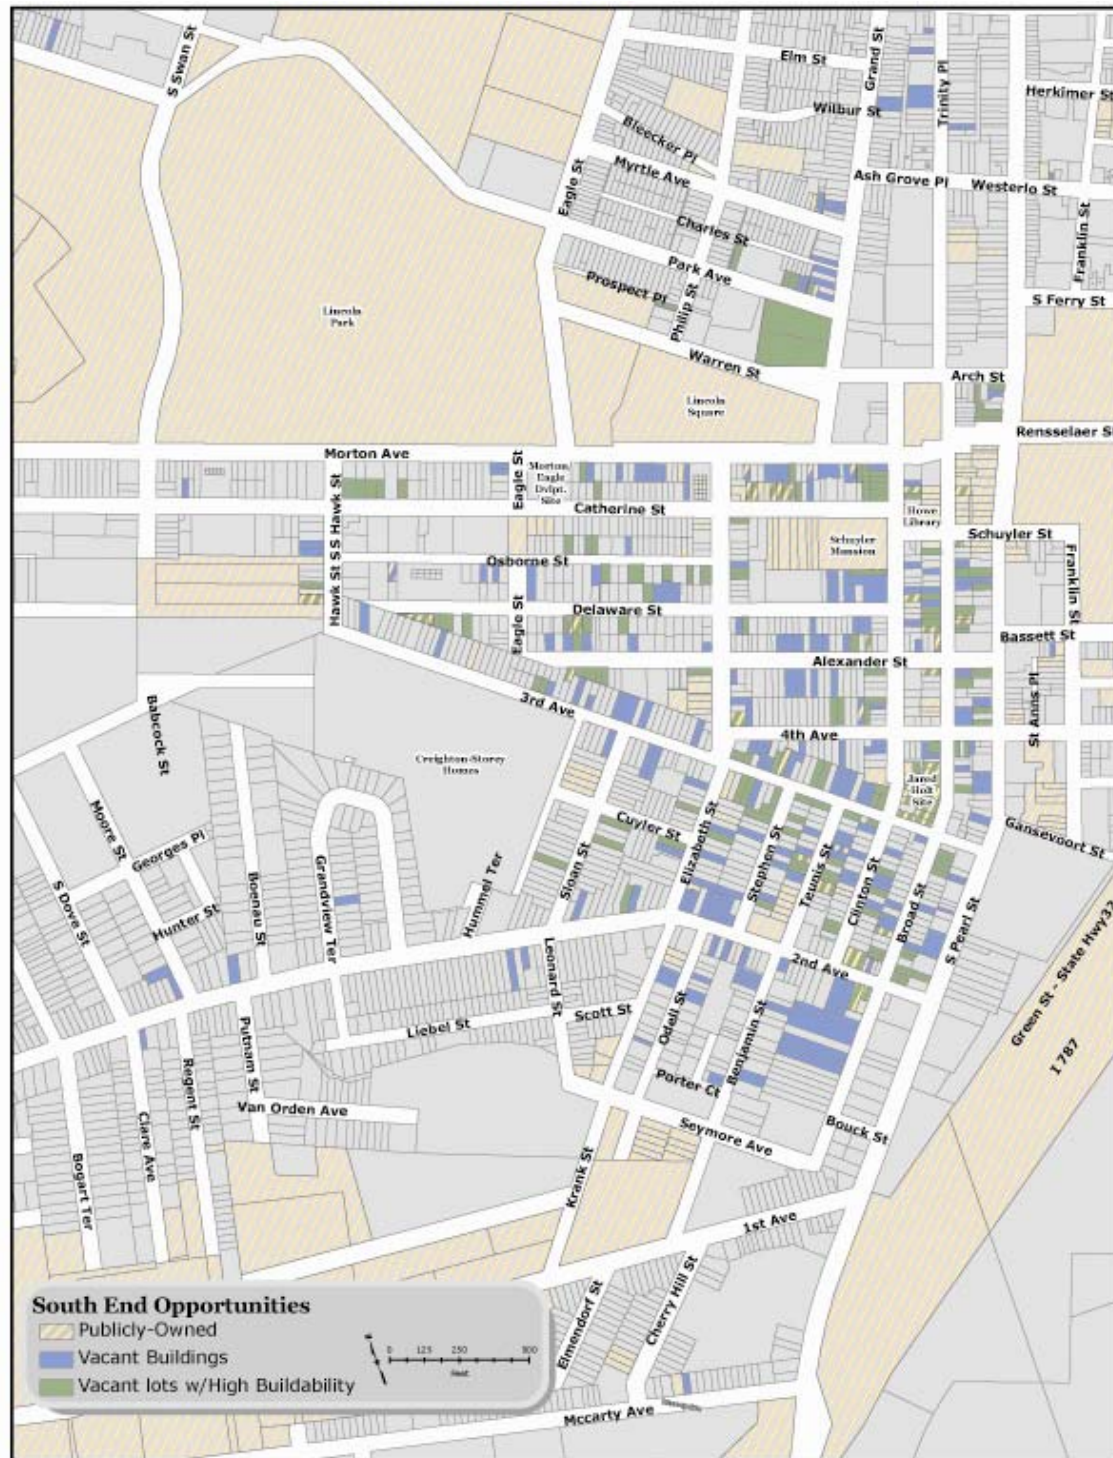 S Swan St
Elm St
Grand St
Trinity Pl
Herkimer St
Wilbur St
Bleecker Pl
Myrtle Ave
Eagle St
Ash Grove Pl
Westerlo St
Charles St
Franklin St
Park Ave
Prospect Pl
Philip St
S Ferry St
Lincoln
Park
Warren St
Arch St
Lincoln
Square
Rensselaer St
Morton Ave
Eagle St
Morton/
Eagle
Dvlpt.
Site
Hawk St S S Hawk St
Catherine St
Howe
Library
Schuyler
Mansion
Schuyler St
Osborne St
Franklin St
Delaware St
Eagle St
Bassett St
Alexander St
St Anns Pl
3rd Ave
4th Ave
Babcock St
Creighton-Storey
Homes
Jared
Holt
Site
Gansevoort St
Moore St
Georges Pl
Cuyler St
Elizabeth St
Stephen St
Teunis St
Clinton St
Broad St
S Pearl St
Sloan St
Hummel Ter
S Dove St
Hunter St
Boenau St
Grandview Ter
2nd Ave
Leonard St
Scott St
Odell St
Benjamin St
Green St - State Hwy32
I 787
Liebel St
Putnam St
Regent St
Porter Ct
Van Orden Ave
Clare Ave
Bogart Ter
Seymore Ave
Bouck St
Krank St
1st Ave
Cherry Hill St
Elmendorf St
Mccarty Ave
South End Opportunities
Publicly-Owned
Vacant Buildings
Vacant lots w/High Buildability
0 125 250 500
Feet